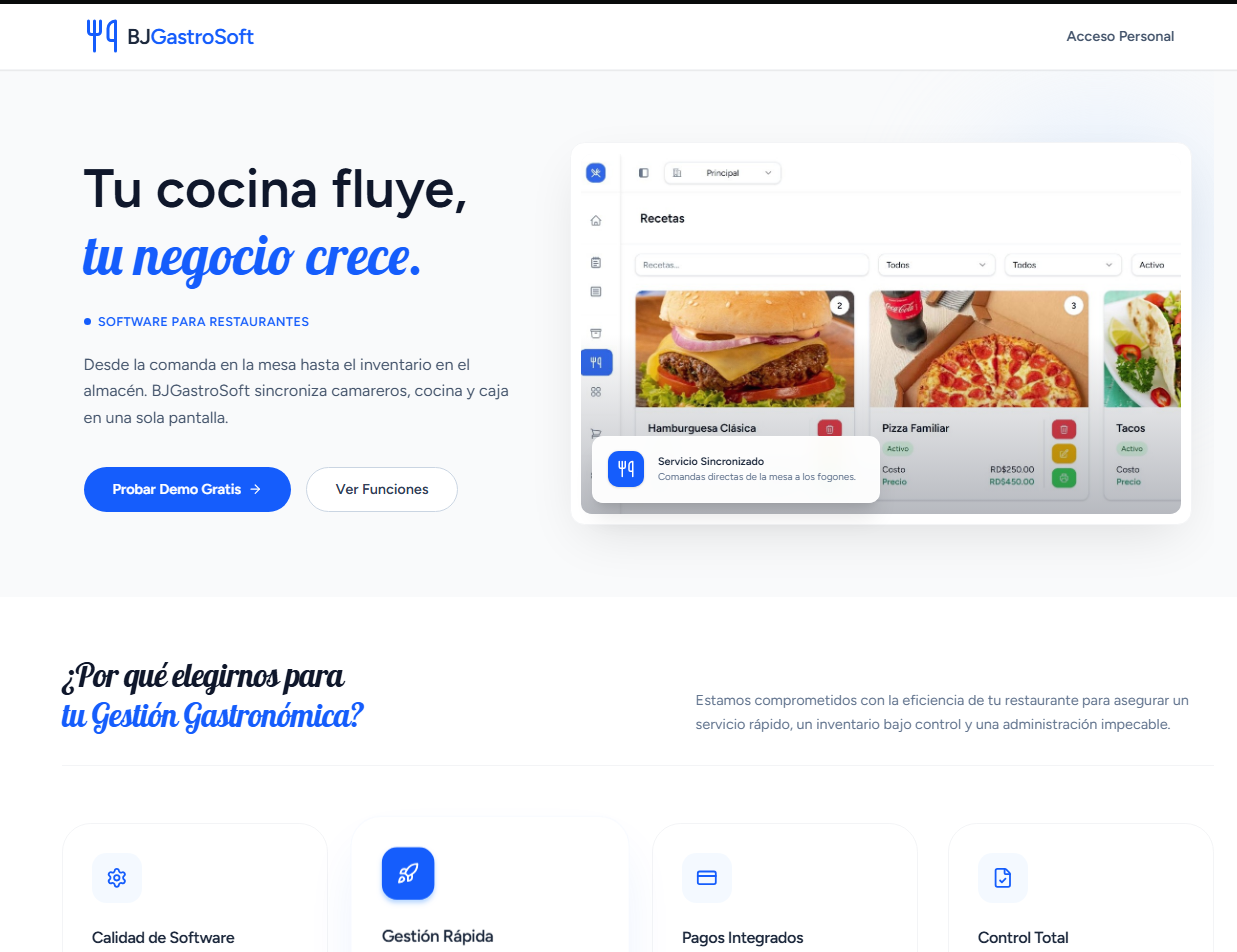 BJGastroSoft
Acceso Personal
Tu cocina fluye,
tu negocio crece.
SOFTWARE PARA RESTAURANTES
Desde la comanda en la mesa hasta el inventario en el
almacén. BJGastroSoft sincroniza camareros, cocina y caja
en una sola pantalla.
Probar Demo Gratis →
Ver Funciones
Principal
Recetas
Recetas...
Todos
Todos
Activo
2
3
Coca-Cola
Hamburguesa Clásica
Pizza Familiar
Activo
Costo RD$250.00
Precio RD$450.00
Tacos
Activo
Costo
Precio
Servicio Sincronizado
Comandas directas de la mesa a los fogones.
¿Por qué elegirnos para
tu Gestión Gastronómica?
Estamos comprometidos con la eficiencia de tu restaurante para asegurar un
servicio rápido, un inventario bajo control y una administración impecable.
Calidad de Software
Gestión Rápida
Pagos Integrados
Control Total